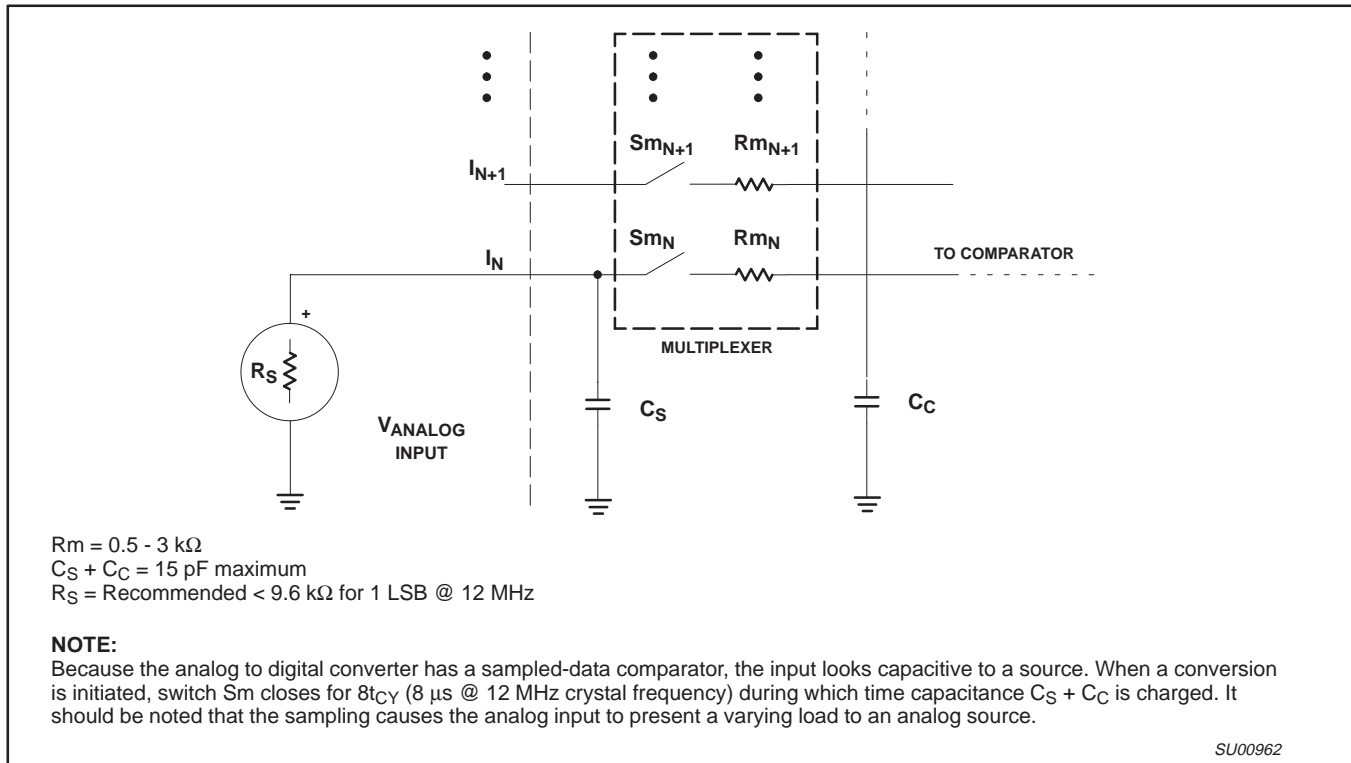 Sm_N+1 Rm_N+1
I_N+1
Sm_N Rm_N
I_N
TO COMPARATOR
MULTIPLEXER
+
R_S
C_S
C_C
V_ANALOG
INPUT
Rm = 0.5 - 3 kΩ
C_S + C_C = 15 pF maximum
R_S = Recommended < 9.6 kΩ for 1 LSB @ 12 MHz
NOTE:
Because the analog to digital converter has a sampled-data comparator, the input looks capacitive to a source. When a conversion
is initiated, switch Sm closes for 8t_CY (8 μs @ 12 MHz crystal frequency) during which time capacitance C_S + C_C is charged. It
should be noted that the sampling causes the analog input to present a varying load to an analog source.
SU00962